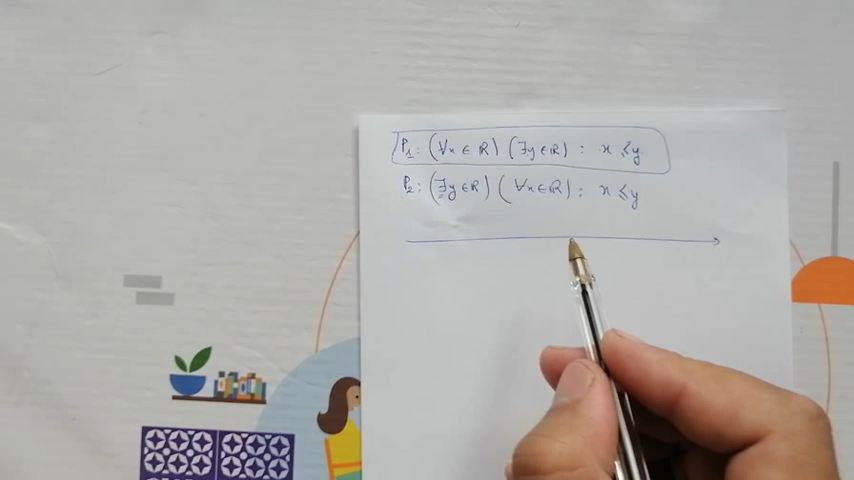 P₁: (∀x ∈ ℝ) (∃y ∈ ℝ) : x ⩽ y
P₂: (∃y ∈ ℝ) (∀x ∈ ℝ) : x ⩽ y